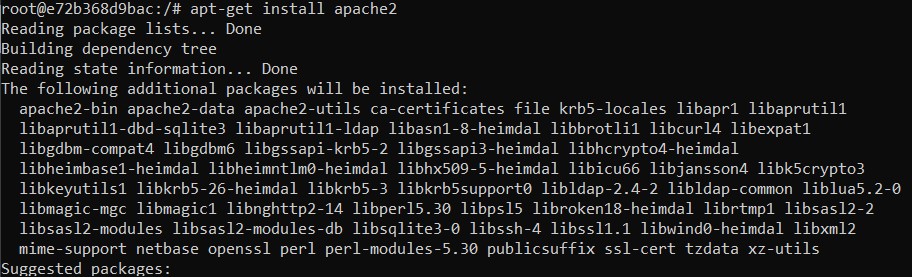 root@e72b368d9bac:/# apt-get install apache2
Reading package lists... Done
Building dependency tree
Reading state information... Done
The following additional packages will be installed:
  apache2-bin apache2-data apache2-utils ca-certificates file krb5-locales libapr1 libaprutil1
  libaprutil1-dbd-sqlite3 libaprutil1-ldap libasn1-8-heimdal libbrotli1 libcurl4 libexpat1
  libgdbm-compat4 libgdbm6 libgssapi-krb5-2 libgssapi3-heimdal libhcrypto4-heimdal
  libheimbase1-heimdal libheimntlm0-heimdal libhx509-5-heimdal libicu66 libjansson4 libk5crypto3
  libkeyutils1 libkrb5-26-heimdal libkrb5-3 libkrb5support0 libldap-2.4-2 libldap-common liblua5.2-0
  libmagic-mgc libmagic1 libnghttp2-14 libperl5.30 libpsl5 libroken18-heimdal librtmp1 libsasl2-2
  libsasl2-modules libsasl2-modules-db libsqlite3-0 libssh-4 libssl1.1 libwind0-heimdal libxml2
  mime-support netbase openssl perl perl-modules-5.30 publicsuffix ssl-cert tzdata xz-utils
Suggested packages: